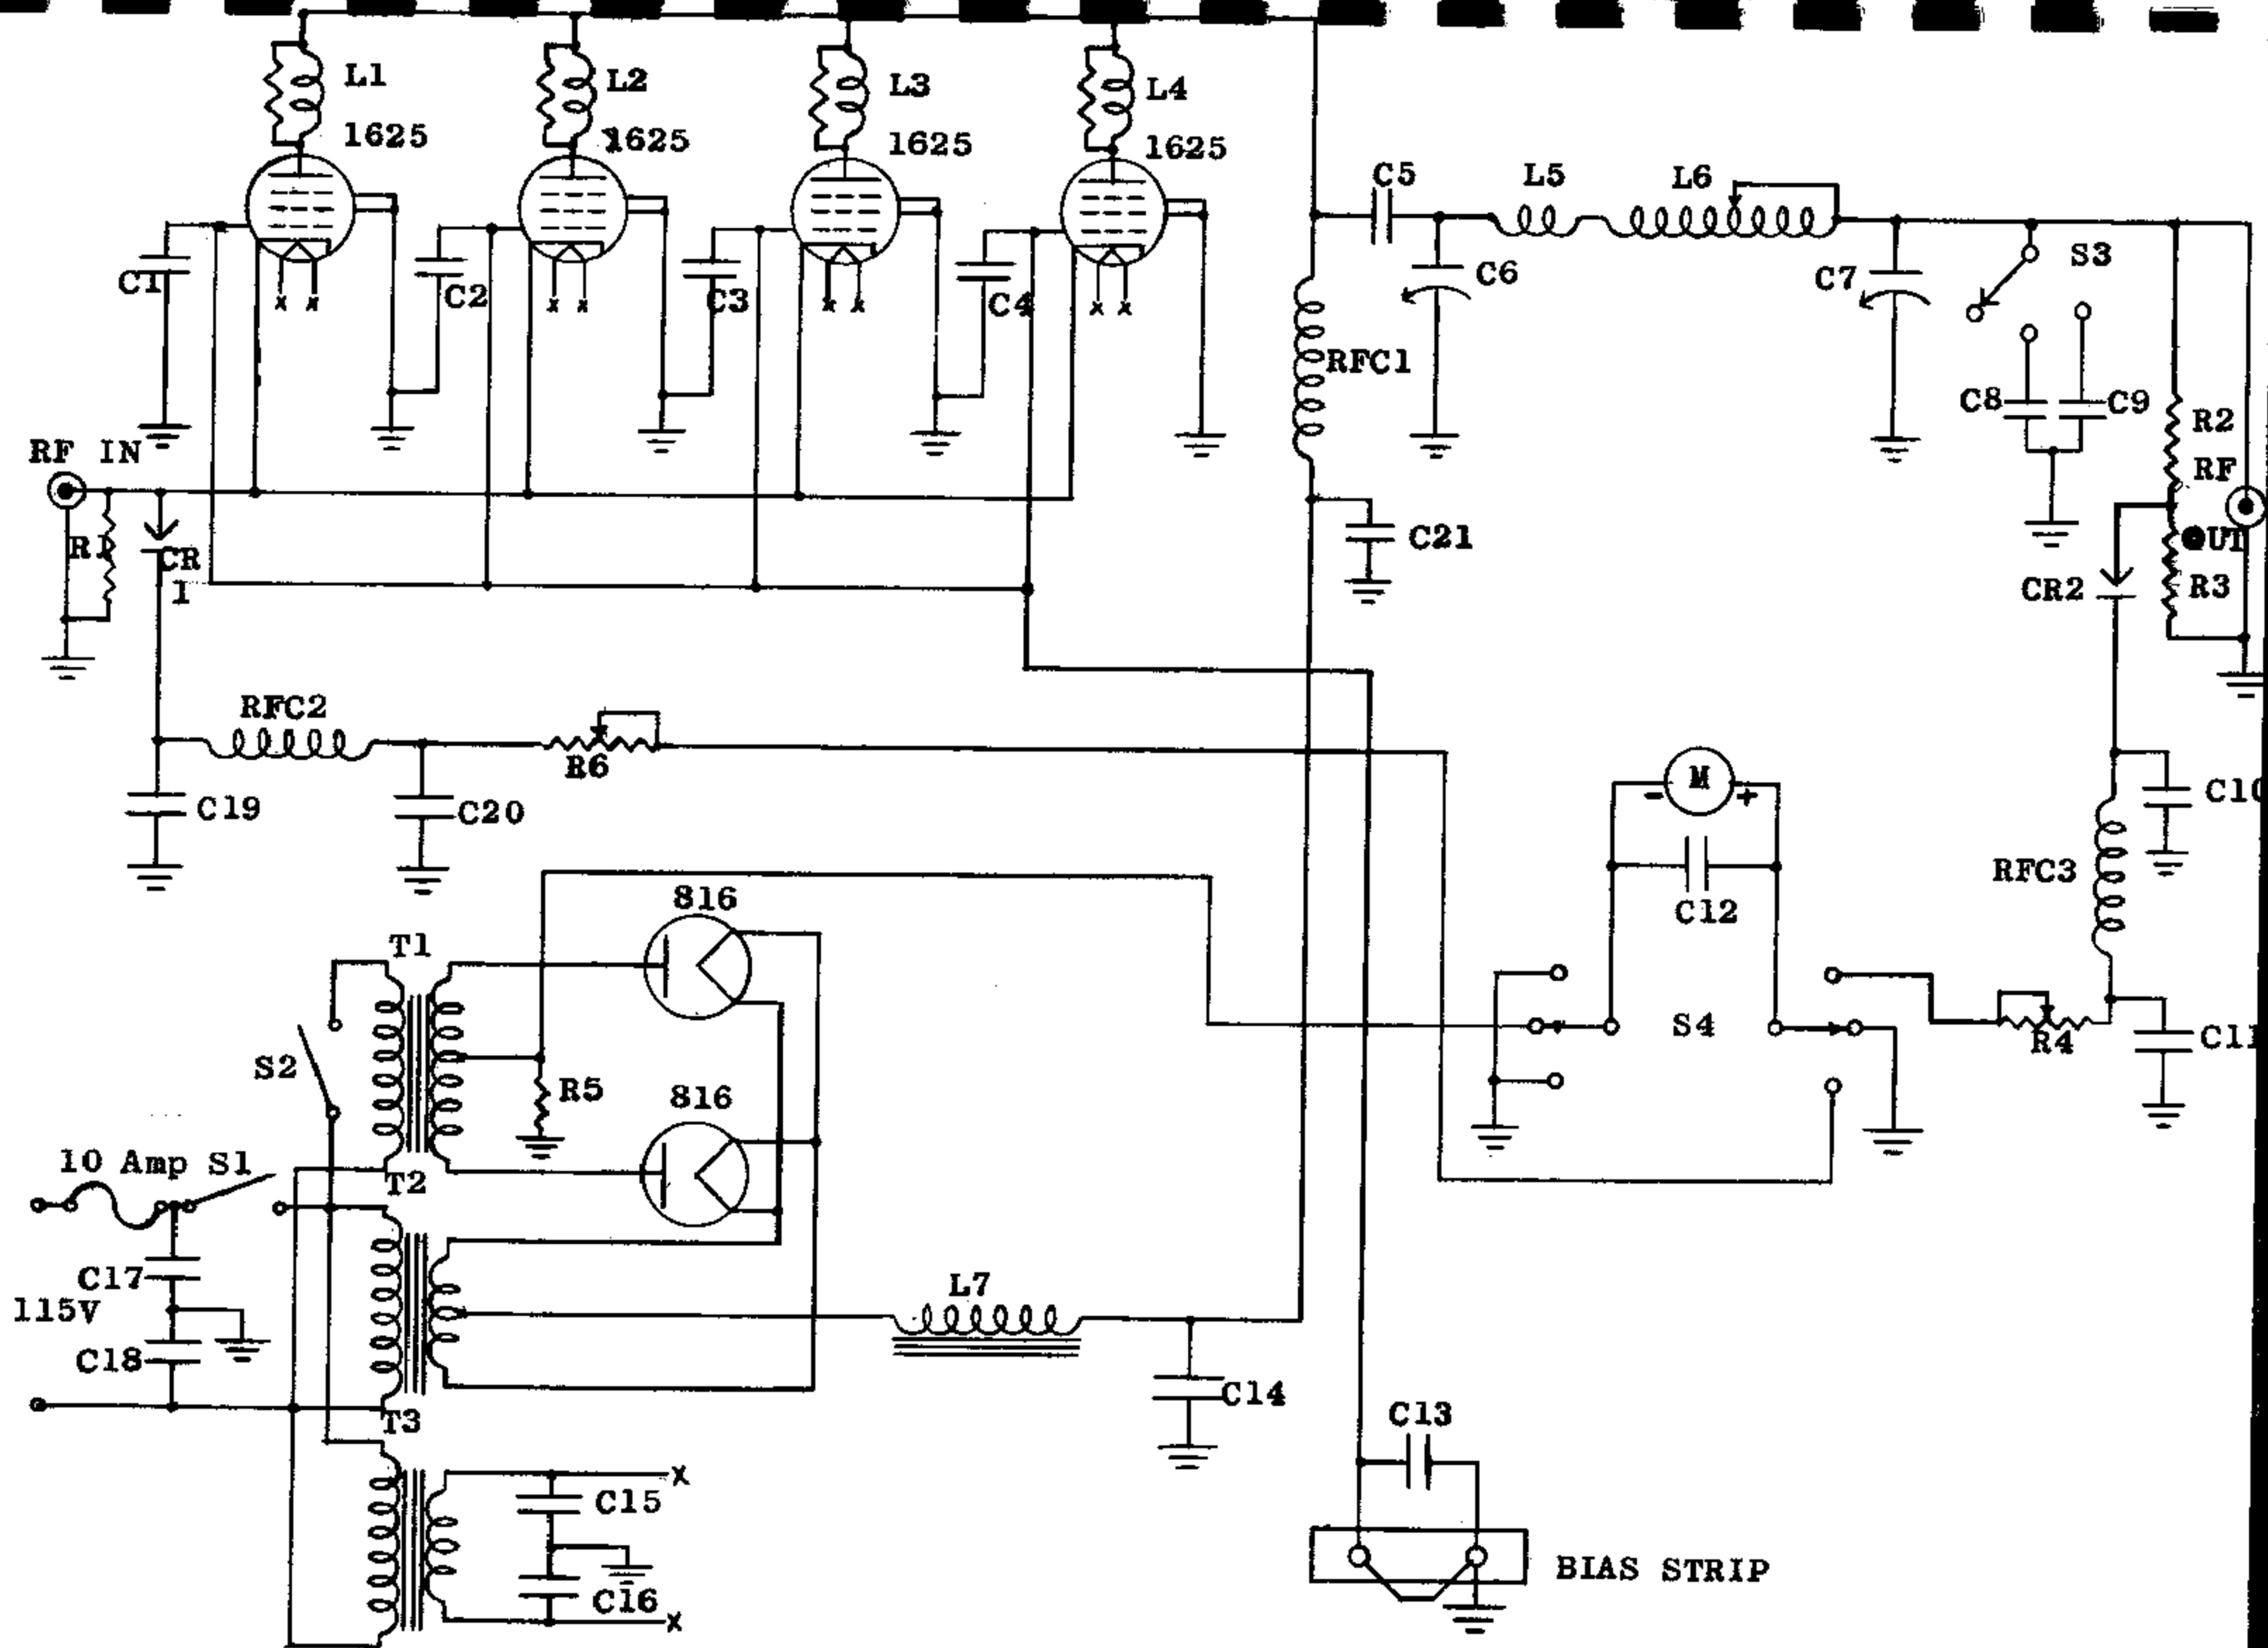 L1
1625
L2
1625
L3
1625
L4
1625
C1
x x
C2
x x
C3
x x
C4
x x
C5
L5
L6
C6
C7
S3
C8
C9
R2
RF
OUT
R3
RFC1
C21
CR2
RF IN
R1
CR
1
RFC2
R6
C19
C20
M
- +
C12
C10
RFC3
S4
R4
C11
816
T1
S2
R5
816
10 Amp S1
T2
C17
115V
C18
L7
C14
T3
C13
x
C15
C16
x
BIAS STRIP